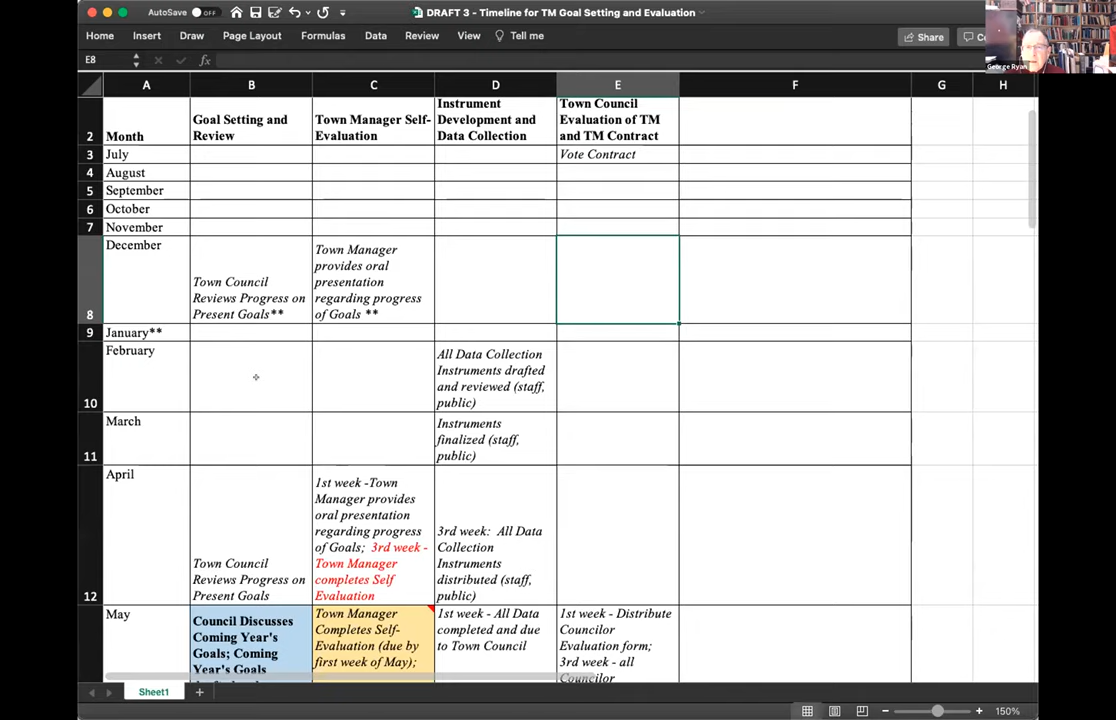 AutoSave OFF
DRAFT 3 - Timeline for TM Goal Setting and Evaluation
Home Insert Draw Page Layout Formulas Data Review View Tell me
Share
George Ryan
E8
fx
A B C D E F G H
2
Month
Goal Setting and
Review
Town Manager Self-
Evaluation
Instrument
Development and
Data Collection
Town Council
Evaluation of TM
and TM Contract
3
July
Vote Contract
4
August
5
September
6
October
7
November
8
December
Town Council
Reviews Progress on
Present Goals**
Town Manager
provides oral
presentation
regarding progress
of Goals **
9
January**
10
February
All Data Collection
Instruments drafted
and reviewed (staff,
public)
11
March
Instruments
finalized (staff,
public)
12
April
Town Council
Reviews Progress on
Present Goals
1st week -Town
Manager provides
oral presentation
regarding progress
of Goals; 3rd week -
Town Manager
completes Self
Evaluation
3rd week: All Data
Collection
Instruments
distributed (staff,
public)
May
Council Discusses
Coming Year's
Goals; Coming
Year's Goals
Town Manager
Completes Self-
Evaluation (due by
first week of May);
1st week - All Data
completed and due
to Town Council
1st week - Distribute
Councilor
Evaluation form;
3rd week - all
Councilor
Sheet1
150%